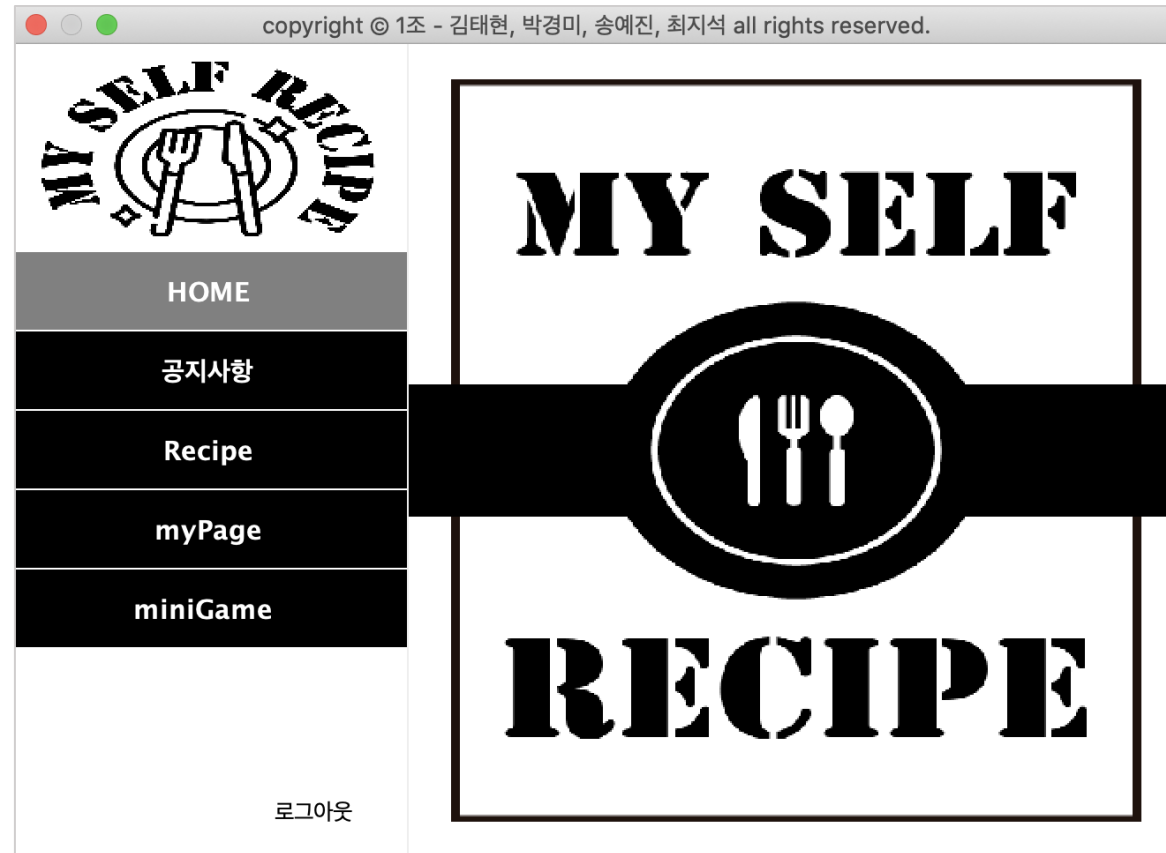 copyright © 1조 - 김태현, 박경미, 송예진, 최지석 all rights reserved.
MY SELF RECIPE
HOME
공지사항
Recipe
myPage
miniGame
로그아웃
MY SELF
RECIPE